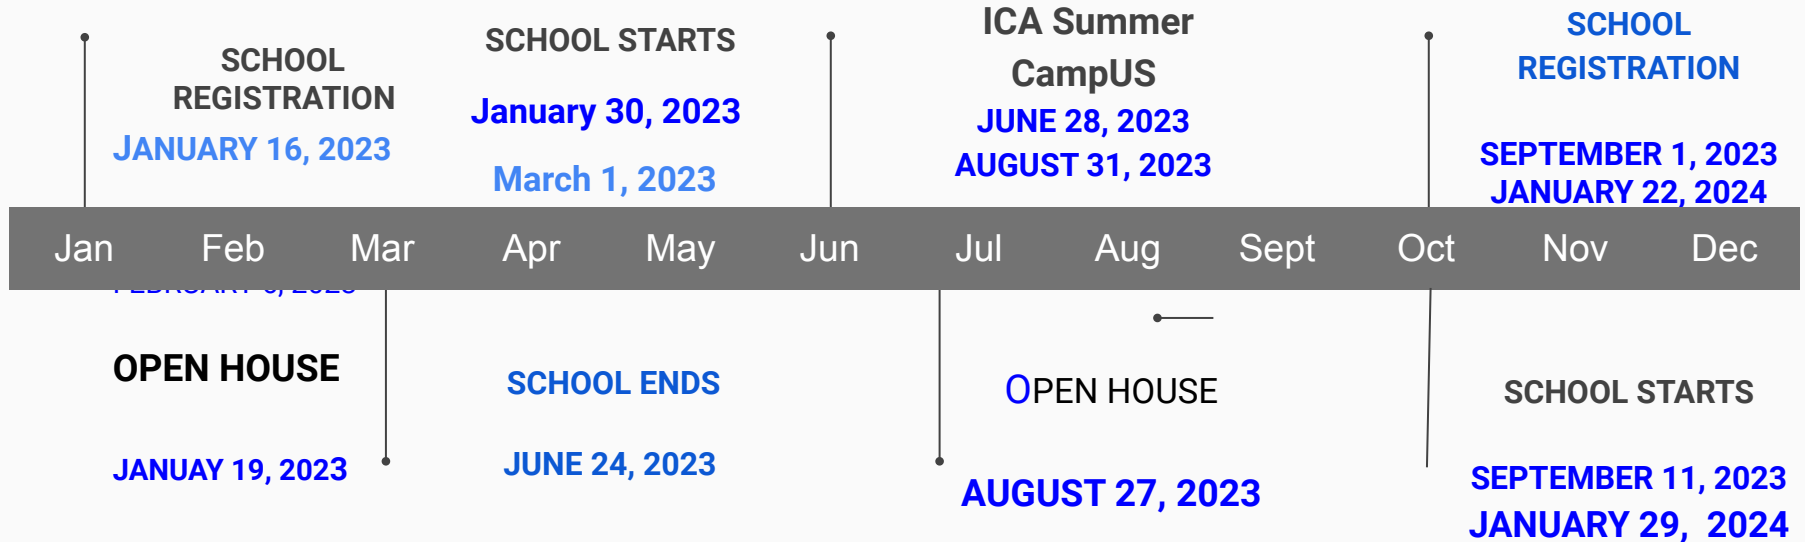 SCHOOL
REGISTRATION
JANUARY 16, 2023
SCHOOL STARTS
January 30, 2023
March 1, 2023
ICA Summer
CampUS
JUNE 28, 2023
AUGUST 31, 2023
SCHOOL
REGISTRATION
SEPTEMBER 1, 2023
JANUARY 22, 2024
Jan Feb Mar Apr May Jun Jul Aug Sept Oct Nov Dec
OPEN HOUSE
JANUAY 19, 2023
SCHOOL ENDS
JUNE 24, 2023
OPEN HOUSE
AUGUST 27, 2023
SCHOOL STARTS
SEPTEMBER 11, 2023
JANUARY 29, 2024